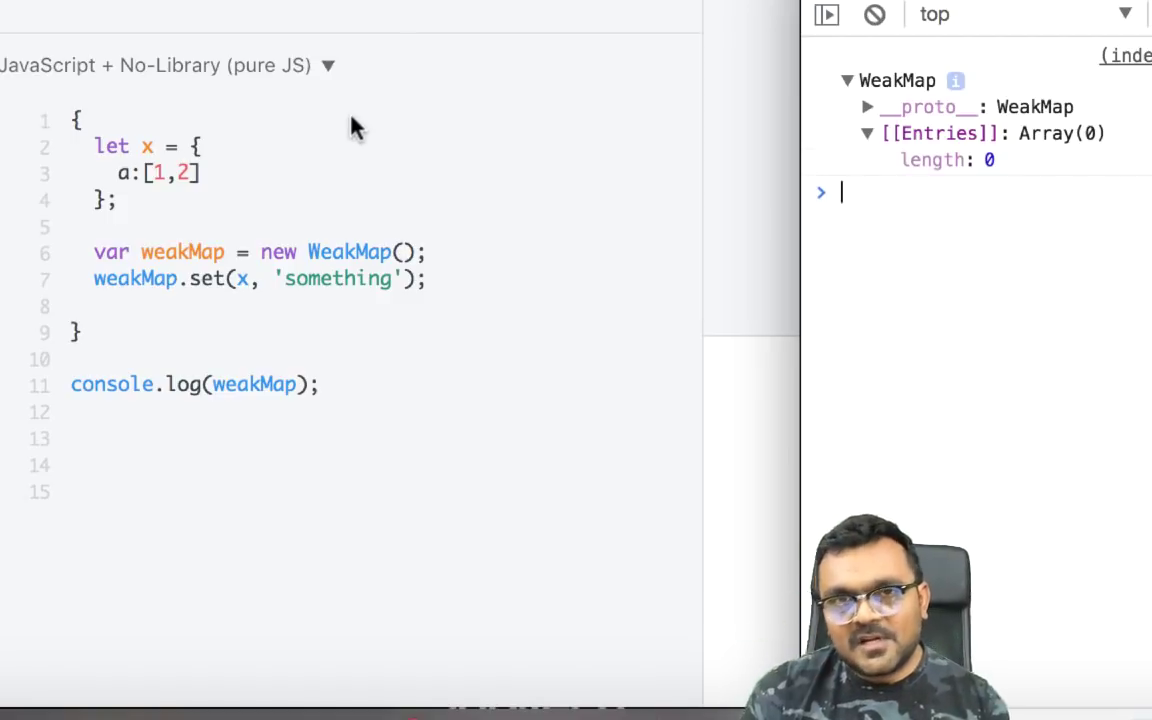 JavaScript + No-Library (pure JS) ▼
1 {
2 let x = {
3 a:[1,2]
4 };
5
6 var weakMap = new WeakMap();
7 weakMap.set(x, 'something');
8
9 }
10
11 console.log(weakMap);
12
13
14
15
top ▼
(inde
▼ WeakMap i
▶ __proto__: WeakMap
▼ [[Entries]]: Array(0)
length: 0
>